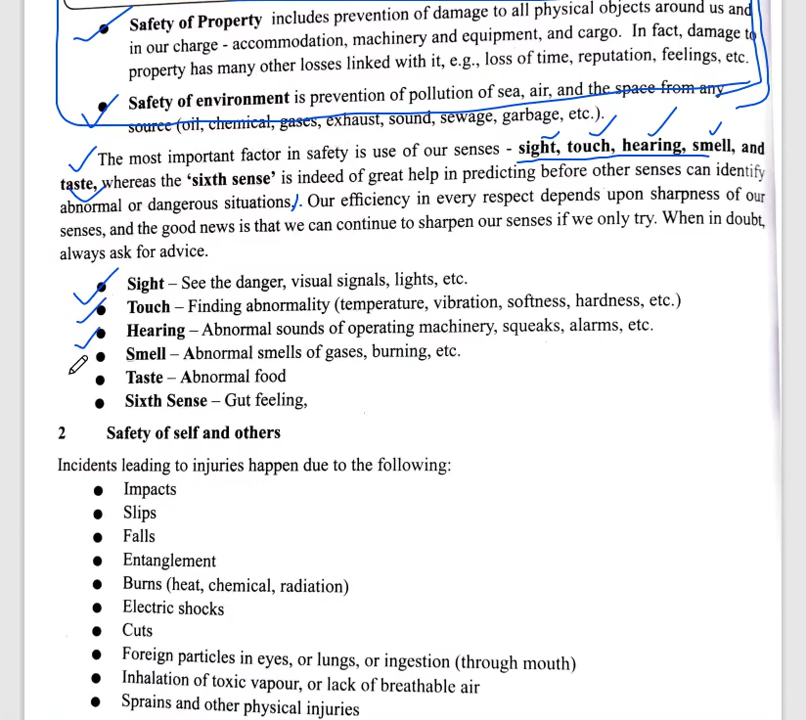 ● Safety of Property includes prevention of damage to all physical objects around us and
in our charge - accommodation, machinery and equipment, and cargo. In fact, damage to
property has many other losses linked with it, e.g., loss of time, reputation, feelings, etc.
● Safety of environment is prevention of pollution of sea, air, and the space from any
source (oil, chemical, gases, exhaust, sound, sewage, garbage, etc.).
The most important factor in safety is use of our senses - sight, touch, hearing, smell, and
taste, whereas the ‘sixth sense’ is indeed of great help in predicting before other senses can identify
abnormal or dangerous situations,. Our efficiency in every respect depends upon sharpness of our
senses, and the good news is that we can continue to sharpen our senses if we only try. When in doubt,
always ask for advice.
● Sight – See the danger, visual signals, lights, etc.
● Touch – Finding abnormality (temperature, vibration, softness, hardness, etc.)
● Hearing – Abnormal sounds of operating machinery, squeaks, alarms, etc.
● Smell – Abnormal smells of gases, burning, etc.
● Taste – Abnormal food
● Sixth Sense – Gut feeling,
2 Safety of self and others
Incidents leading to injuries happen due to the following:
● Impacts
● Slips
● Falls
● Entanglement
● Burns (heat, chemical, radiation)
● Electric shocks
● Cuts
● Foreign particles in eyes, or lungs, or ingestion (through mouth)
● Inhalation of toxic vapour, or lack of breathable air
● Sprains and other physical injuries